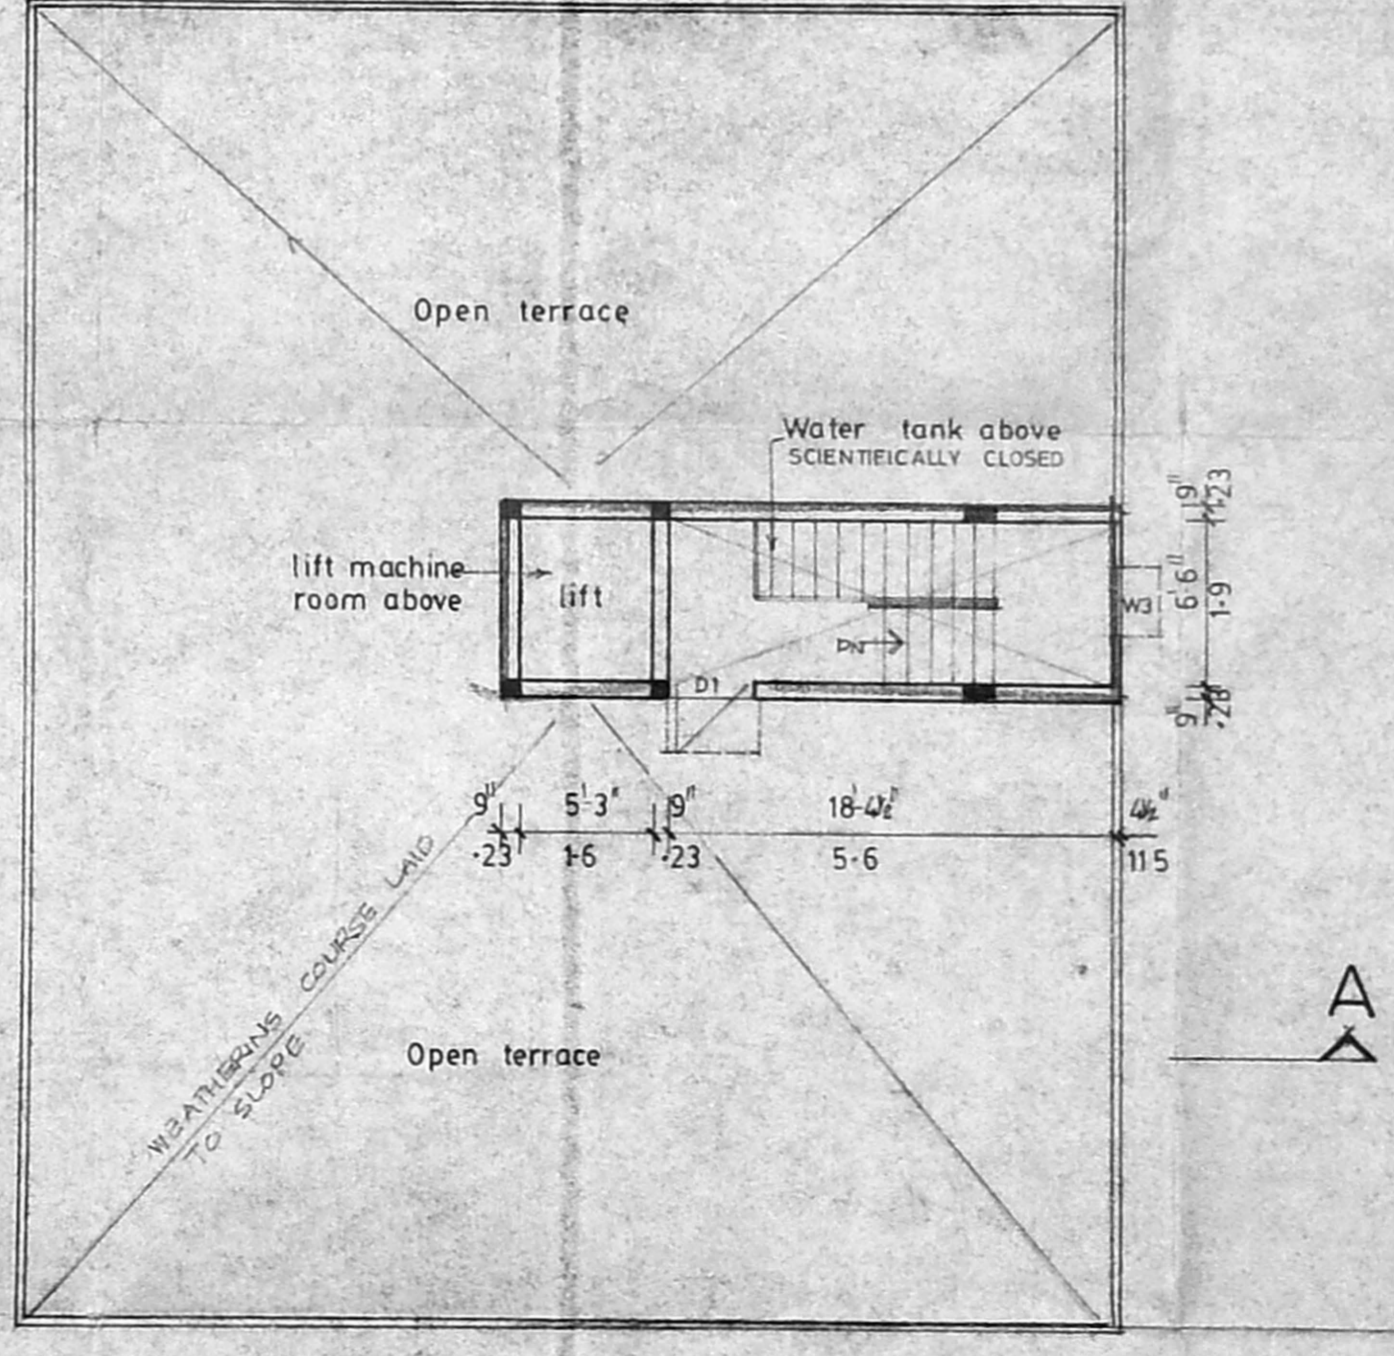 Open terrace
Water tank above
SCIENTIFICALLY CLOSED
lift machine
room above
lift
W3
DN
D1
9"
.23
6'6"
1.9
9"
.23
9" 5'-3" 9" 18'-4½" 4½"
.23 1.6 .23 5.6 115
WEATHERING COURSE LAID
TO SLOPE
Open terrace
A